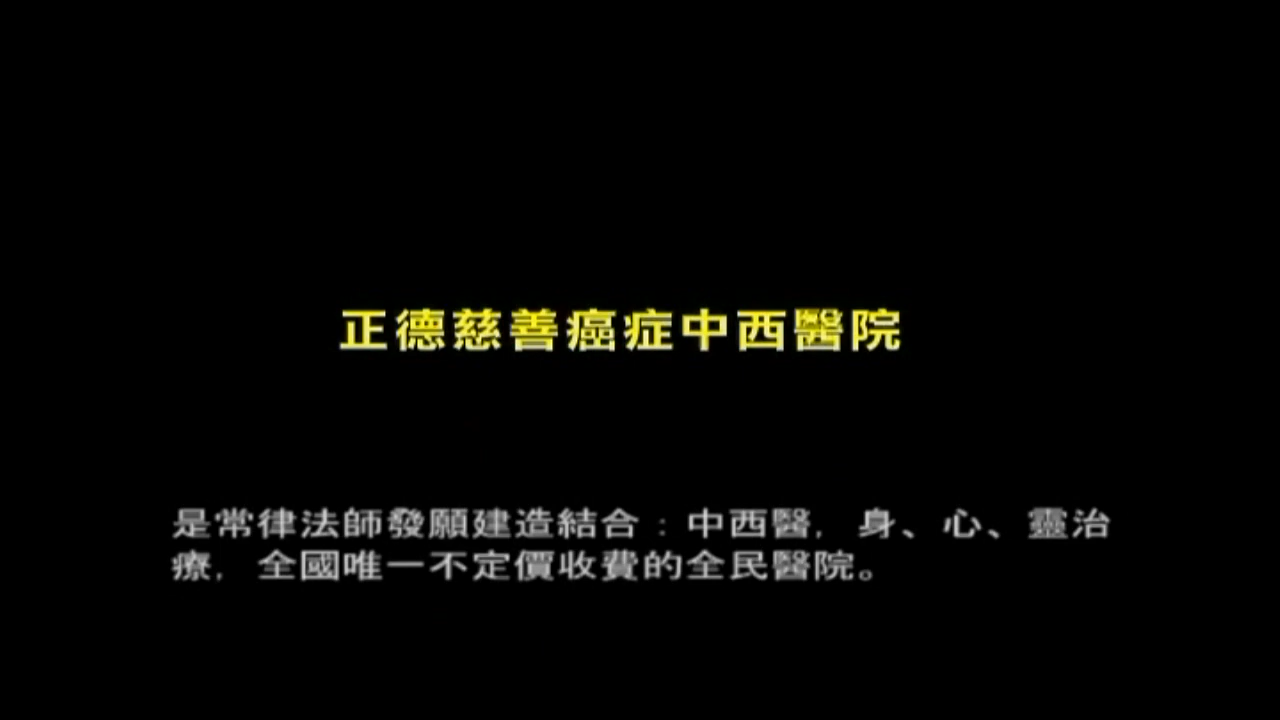 正德慈善癌症中西醫院
是常律法師發願建造結合：中西醫，身、心、靈治
療，全國唯一不定價收費的全民醫院。